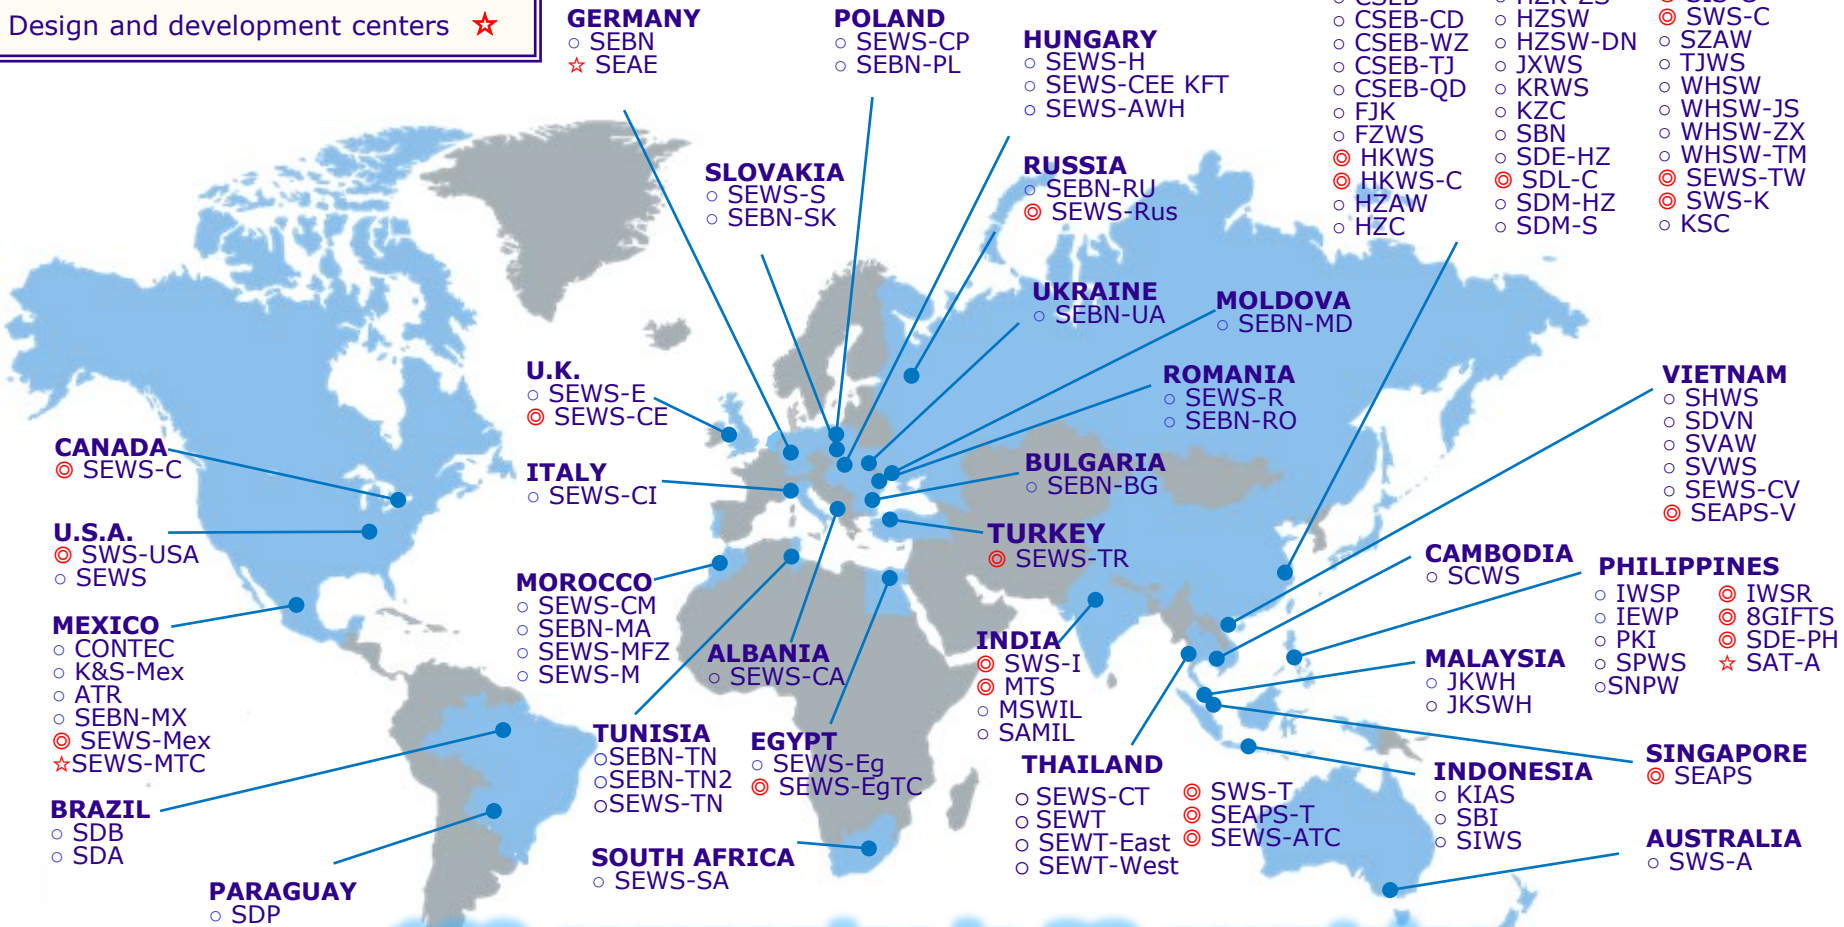 Design and development centers ☆
GERMANY
○ SEBN
☆ SEAE
POLAND
○ SEWS-CP
○ SEBN-PL
HUNGARY
○ SEWS-H
○ SEWS-CEE KFT
○ SEWS-AWH
○ CSEB-CD
○ CSEB-WZ
○ CSEB-TJ
○ CSEB-QD
○ FJK
○ FZWS
◎ HKWS
◎ HKWS-C
○ HZAW
○ HZC
○ HZSW
○ HZSW-DN
○ JXWS
○ KRWS
○ KZC
○ SBN
○ SDE-HZ
◎ SDL-C
○ SDM-HZ
○ SDM-S
◎ SWS-C
○ SZAW
○ TJWS
○ WHSW
○ WHSW-JS
○ WHSW-ZX
○ WHSW-TM
◎ SEWS-TW
◎ SWS-K
○ KSC
SLOVAKIA
○ SEWS-S
○ SEBN-SK
RUSSIA
○ SEBN-RU
◎ SEWS-Rus
UKRAINE
○ SEBN-UA
MOLDOVA
○ SEBN-MD
U.K.
○ SEWS-E
◎ SEWS-CE
ROMANIA
○ SEWS-R
○ SEBN-RO
VIETNAM
○ SHWS
○ SDVN
○ SVAW
○ SVWS
○ SEWS-CV
◎ SEAPS-V
CANADA
◎ SEWS-C
ITALY
○ SEWS-CI
BULGARIA
○ SEBN-BG
U.S.A.
◎ SWS-USA
○ SEWS
TURKEY
◎ SEWS-TR
CAMBODIA
○ SCWS
PHILIPPINES
○ IWSP
○ IEWP
○ PKI
○ SPWS
○SNPW
◎ IWSR
◎ 8GIFTS
◎ SDE-PH
☆ SAT-A
MOROCCO
○ SEWS-CM
○ SEBN-MA
○ SEWS-MFZ
○ SEWS-M
MEXICO
○ CONTEC
○ K&S-Mex
○ ATR
○ SEBN-MX
◎ SEWS-Mex
☆SEWS-MTC
ALBANIA
○ SEWS-CA
INDIA
◎ SWS-I
◎ MTS
○ MSWIL
○ SAMIL
MALAYSIA
○ JKWH
○ JKSWH
TUNISIA
○SEBN-TN
○SEBN-TN2
○SEWS-TN
EGYPT
○ SEWS-Eg
◎ SEWS-EgTC
THAILAND
○ SEWS-CT
○ SEWT
○ SEWT-East
○ SEWT-West
◎ SWS-T
◎ SEAPS-T
◎ SEWS-ATC
INDONESIA
○ KIAS
○ SBI
○ SIWS
SINGAPORE
◎ SEAPS
BRAZIL
○ SDB
○ SDA
SOUTH AFRICA
○ SEWS-SA
AUSTRALIA
○ SWS-A
PARAGUAY
○ SDP